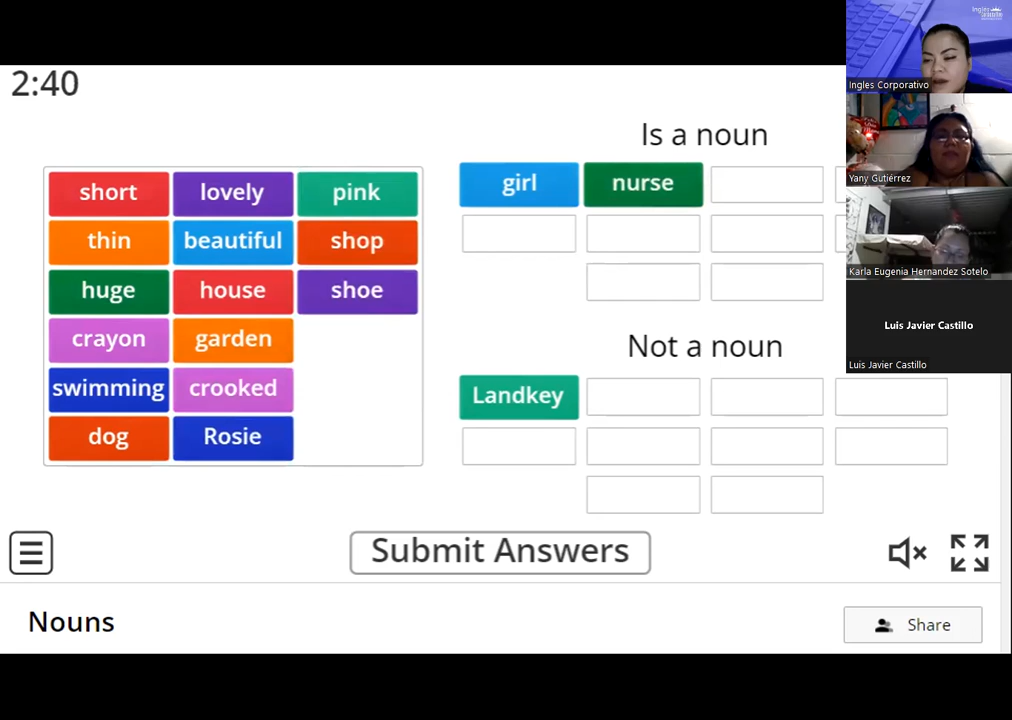 2:40
Is a noun
girl nurse
short lovely pink
thin beautiful shop
huge house shoe
crayon garden
swimming crooked
dog Rosie
Not a noun
Landkey
Submit Answers
Nouns
Share
Ingles Corporativo
Yany Gutiérrez
Karla Eugenia Hernandez Sotelo
Luis Javier Castillo
Luis Javier Castillo